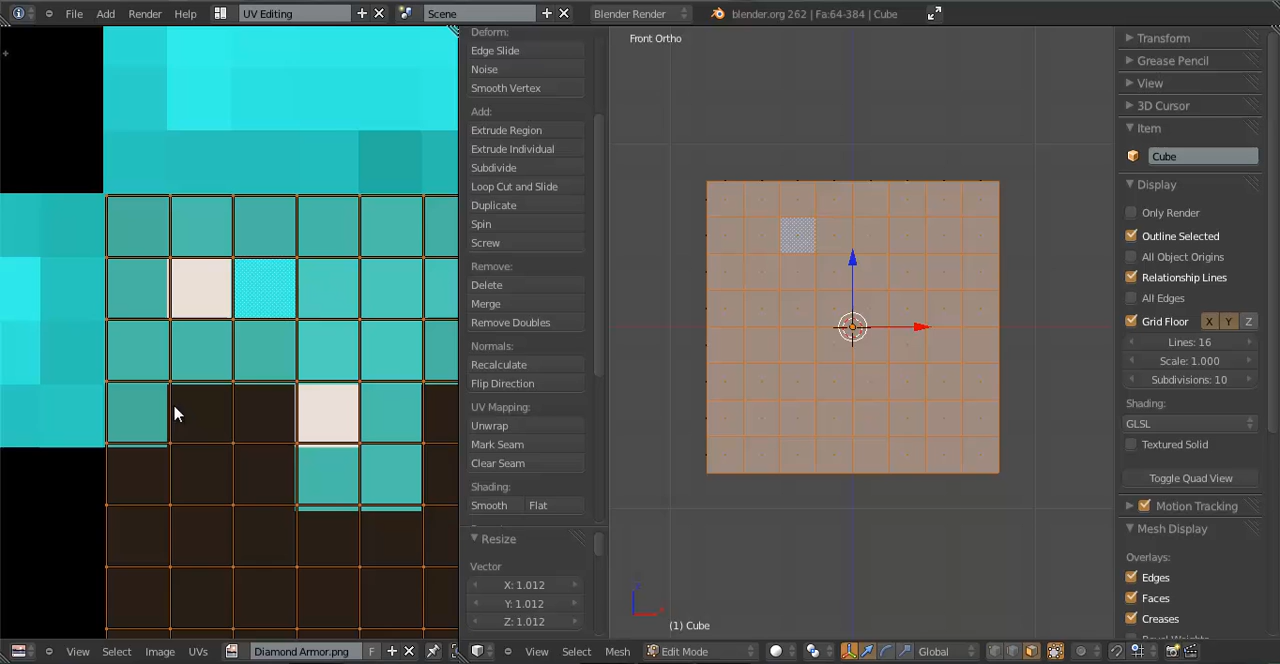 File Add Render Help UV Editing Scene Blender Render blender.org 262 | Fa:64-384 | Cube
Deform:
Edge Slide
Noise
Smooth Vertex
Add:
Extrude Region
Extrude Individual
Subdivide
Loop Cut and Slide
Duplicate
Spin
Screw
Remove:
Delete
Merge
Remove Doubles
Normals:
Recalculate
Flip Direction
UV Mapping:
Unwrap
Mark Seam
Clear Seam
Shading:
Smooth Flat
Resize
Vector
X: 1.012
Y: 1.012
Z: 1.012
Front Ortho
(1) Cube
Transform
Grease Pencil
View
3D Cursor
Item
Cube
Display
Only Render
Outline Selected
All Object Origins
Relationship Lines
All Edges
Grid Floor X Y Z
Lines: 16
Scale: 1.000
Subdivisions: 10
Shading:
GLSL
Textured Solid
Toggle Quad View
Motion Tracking
Mesh Display
Overlays:
Edges
Faces
Creases
View Select Image UVs Diamond Armor.png F
View Select Mesh Edit Mode Global